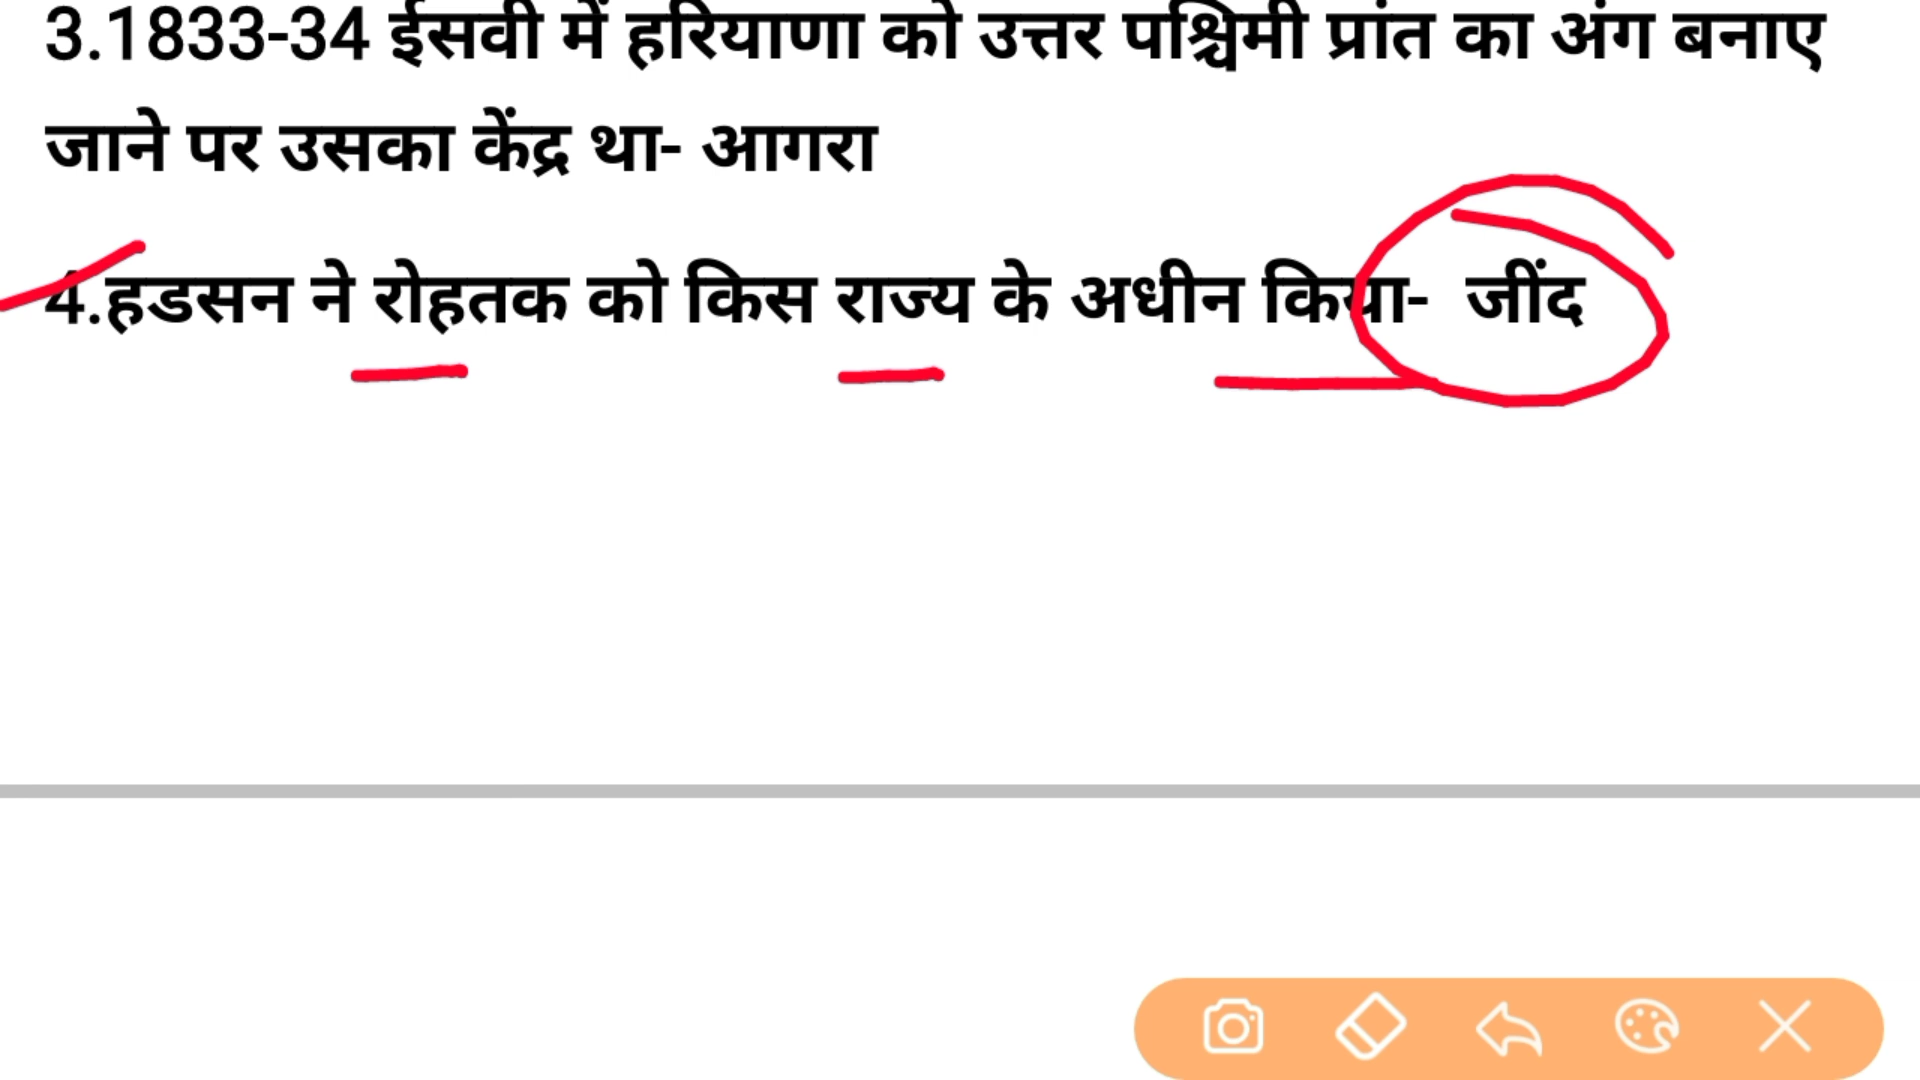 3.1833-34 ईसवी में हरियाणा को उत्तर पश्चिमी प्रांत का अंग बनाए
जाने पर उसका केंद्र था- आगरा
4.हडसन ने रोहतक को किस राज्य के अधीन किया- जींद